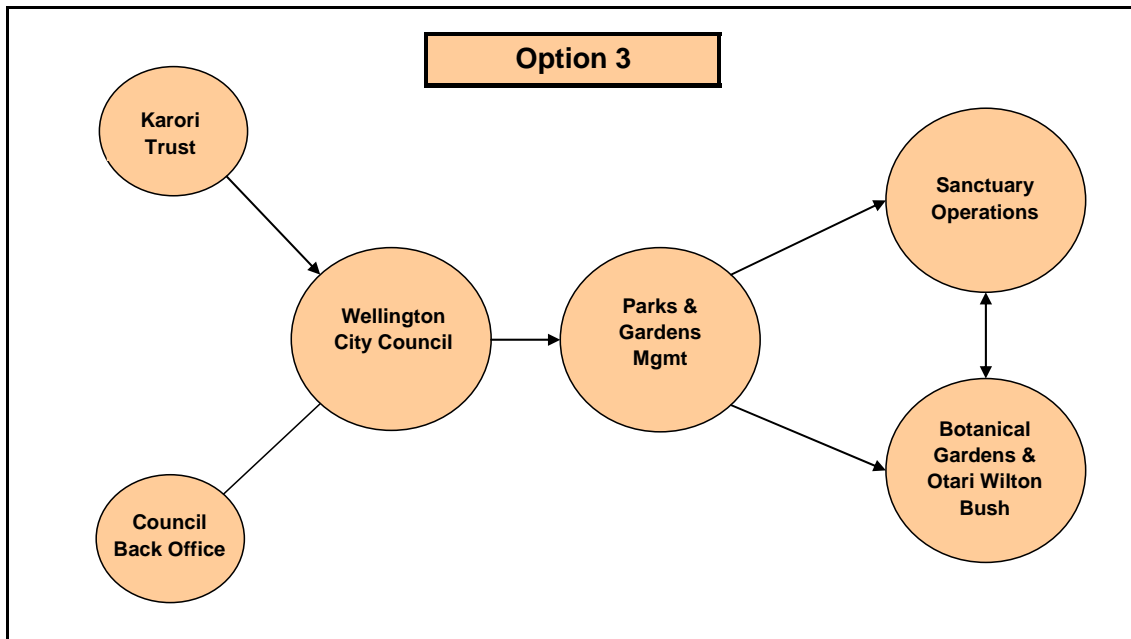 Option 3
Karori
Trust
Sanctuary
Operations
Wellington
City Council
Parks &
Gardens
Mgmt
Botanical
Gardens &
Otari Wilton
Bush
Council
Back Office